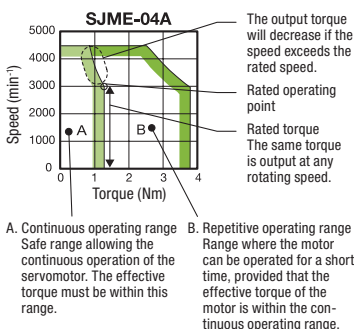 SJME-04A
5000
4000
3000
2000
1000
0
0 1 2 3 4
Speed (min-1)
Torque (Nm)
A
B
The output torque
will decrease if the
speed exceeds the
rated speed.
Rated operating
point
Rated torque
The same torque
is output at any
rotating speed.
A. Continuous operating range
Safe range allowing the
continuous operation of the
servomotor. The effective
torque must be within this
range.
B. Repetitive operating range
Range where the motor
can be operated for a short
time, provided that the
effective torque of the
motor is within the con-
tinuous operating range.